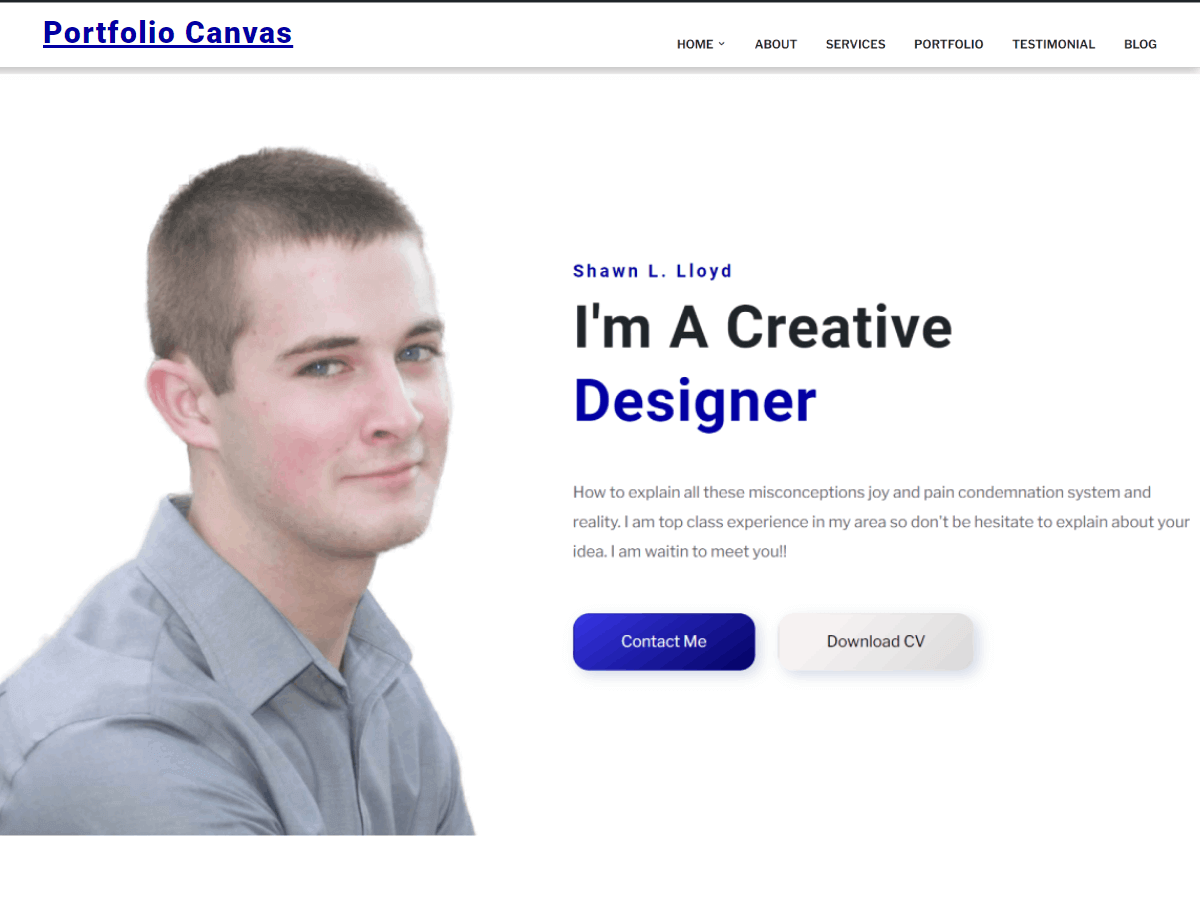 Portfolio Canvas
HOME ABOUT SERVICES PORTFOLIO TESTIMONIAL BLOG
Shawn L. Lloyd
I'm A Creative
Designer
How to explain all these misconceptions joy and pain condemnation system and
reality. I am top class experience in my area so don't be hesitate to explain about your
idea. I am waitin to meet you!!
Contact Me Download CV